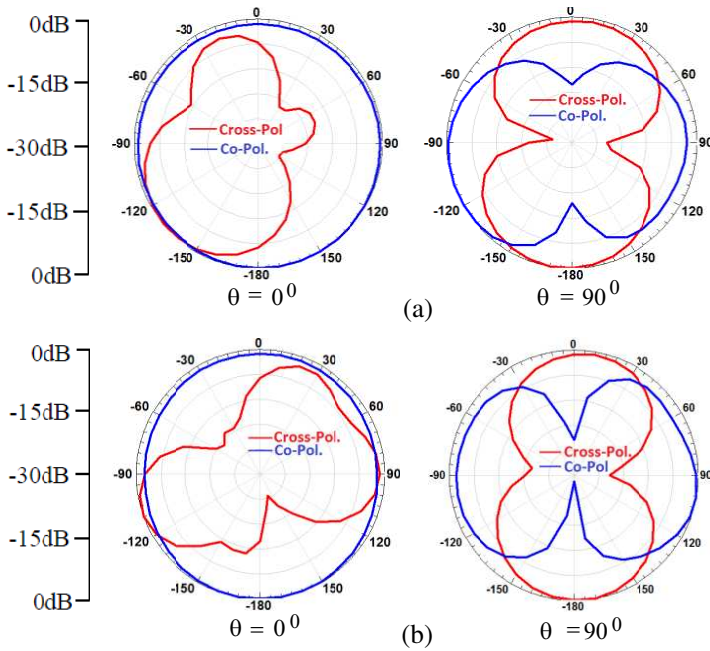 0dB
-15dB
-30dB
-15dB
0dB
0
-30
30
-60
60
-90
90
-120
120
-150
150
-180
Cross-Pol
Co-Pol.
θ = 0⁰
0
-30
30
-60
60
-90
90
-120
120
-150
150
-180
Cross-Pol.
Co-Pol.
θ = 90⁰
(a)
0dB
-15dB
-30dB
-15dB
0dB
0
-30
30
-60
60
-90
90
-120
120
-150
150
-180
Cross-Pol.
Co-Pol.
θ = 0⁰
0
-30
30
-60
60
-90
90
-120
120
-150
150
-180
Cross-Pol.
Co-Pol
θ = 90⁰
(b)